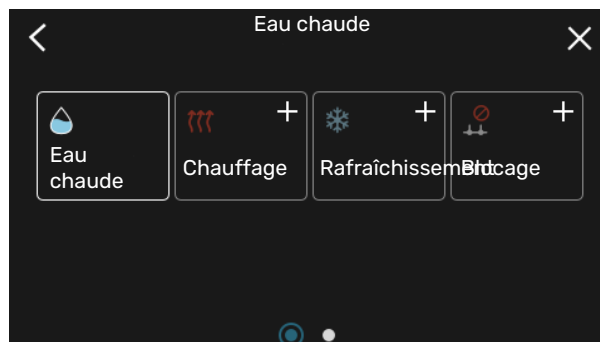 Eau chaude
Eau
chaude
Chauffage
Rafraîchissement
Blocage